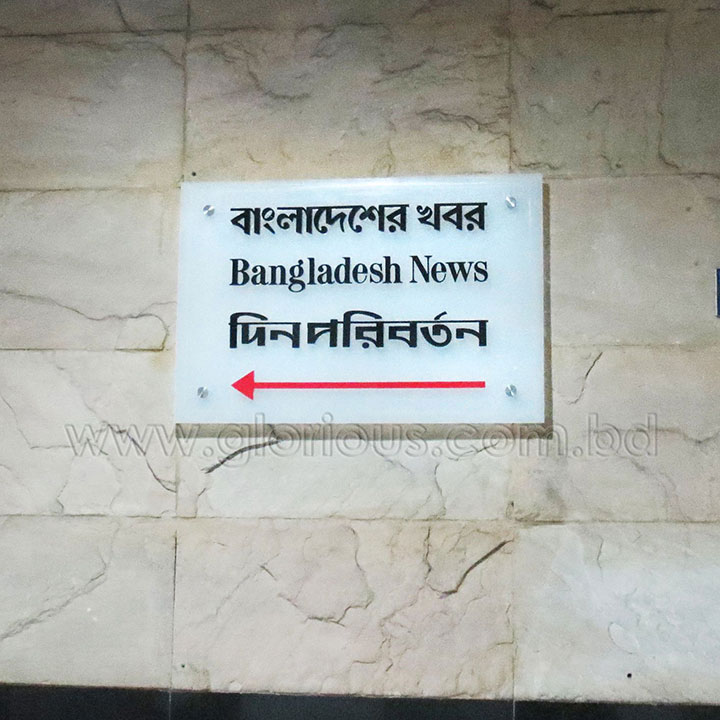 বাংলাদেশের খবর
Bangladesh News
দিনপরিবর্তন
www.glorious.com.bd